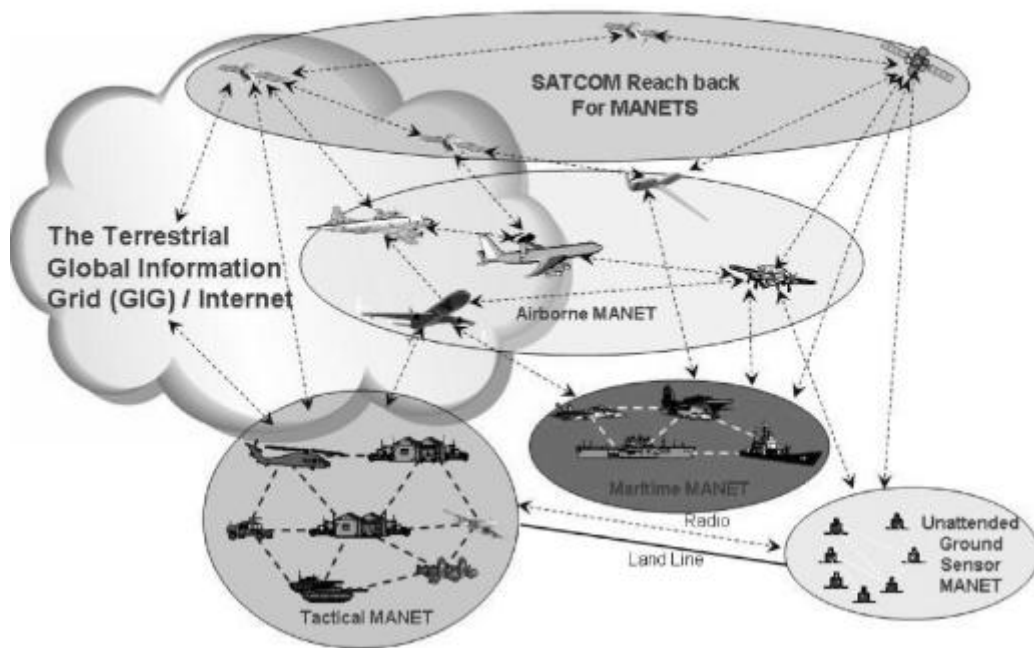 SATCOM Reach back
For MANETS
The Terrestrial
Global Information
Grid (GIG) / Internet
Airborne MANET
Maritime MANET
Radio
Land Line
Unattended
Ground
Sensor
MANET
Tactical MANET